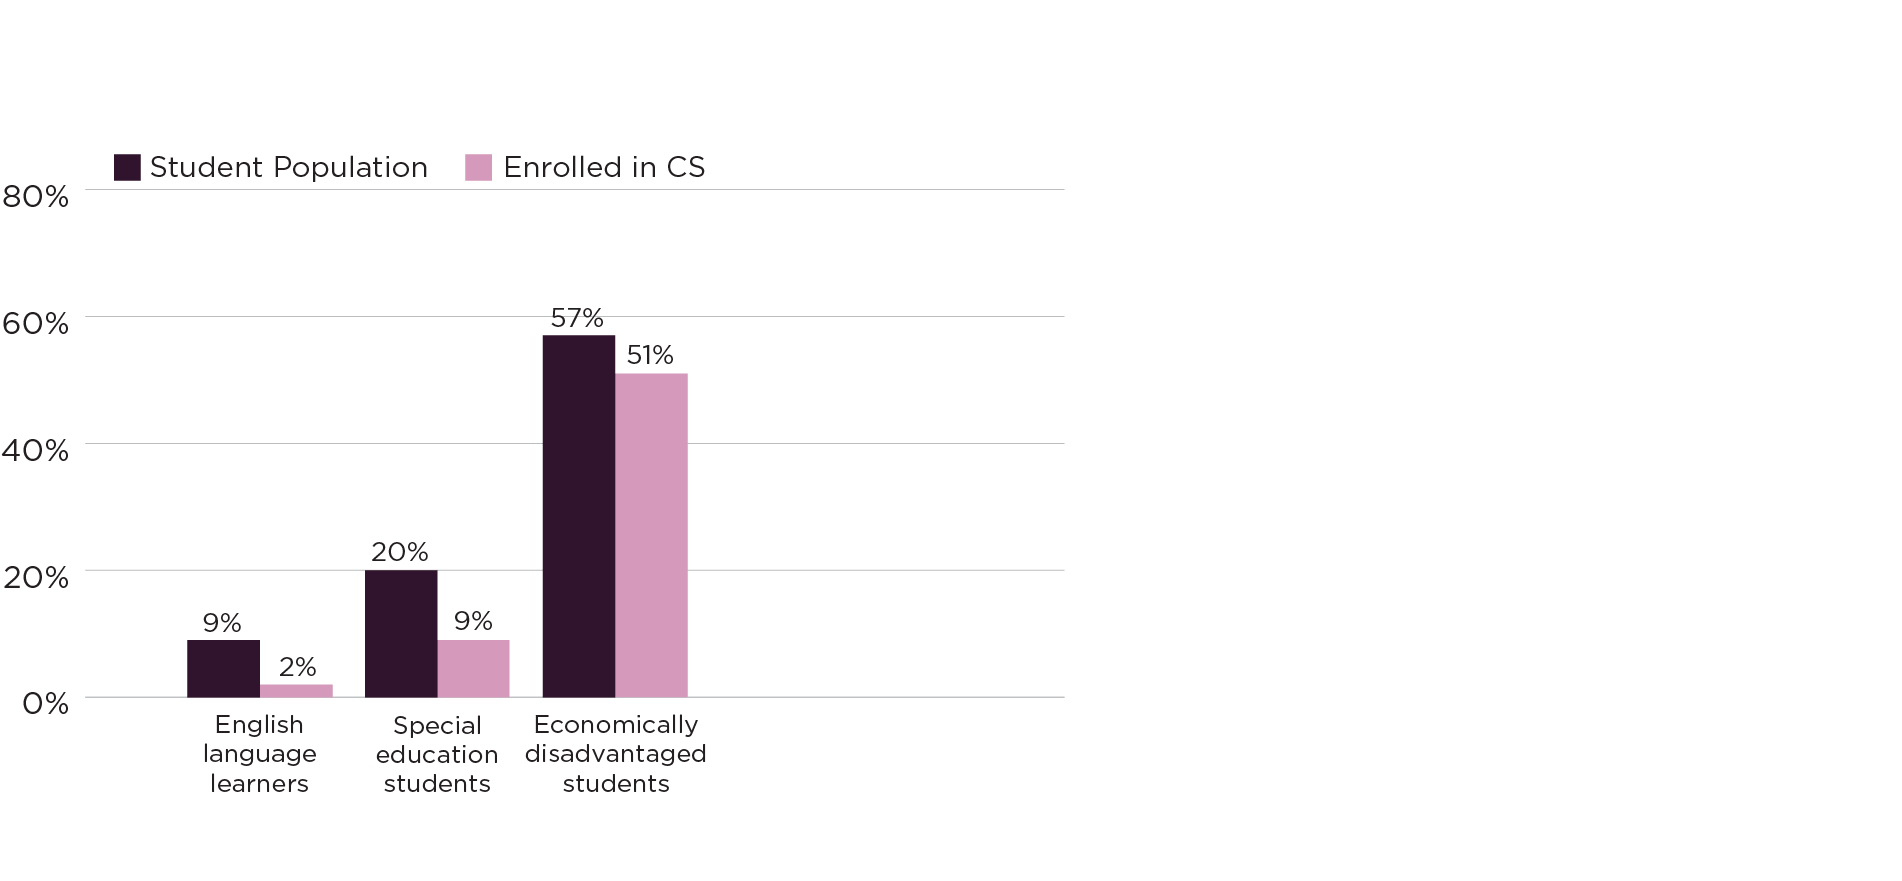 Student Population Enrolled in CS
80%
60%
40%
20%
0%
57%
51%
20%
9%
9%
2%
English
language
learners
Special
education
students
Economically
disadvantaged
students